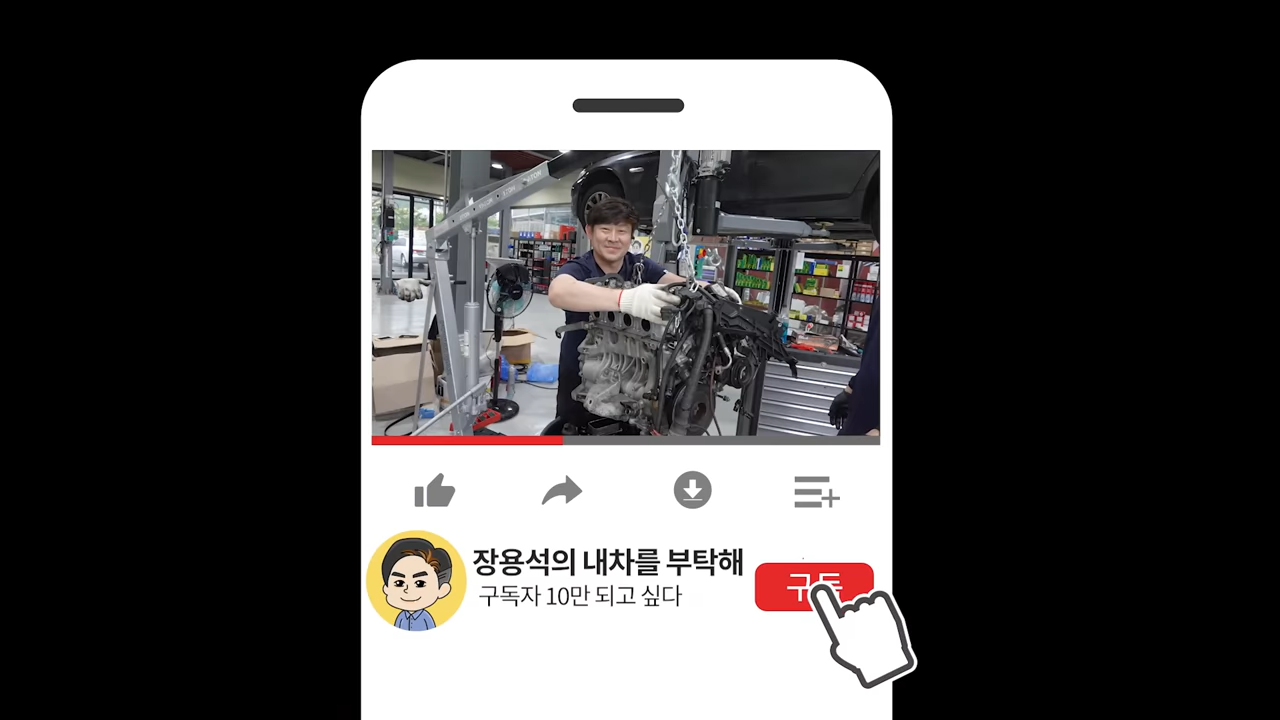 장용석의 내차를 부탁해
구독자 10만 되고 싶다
구독